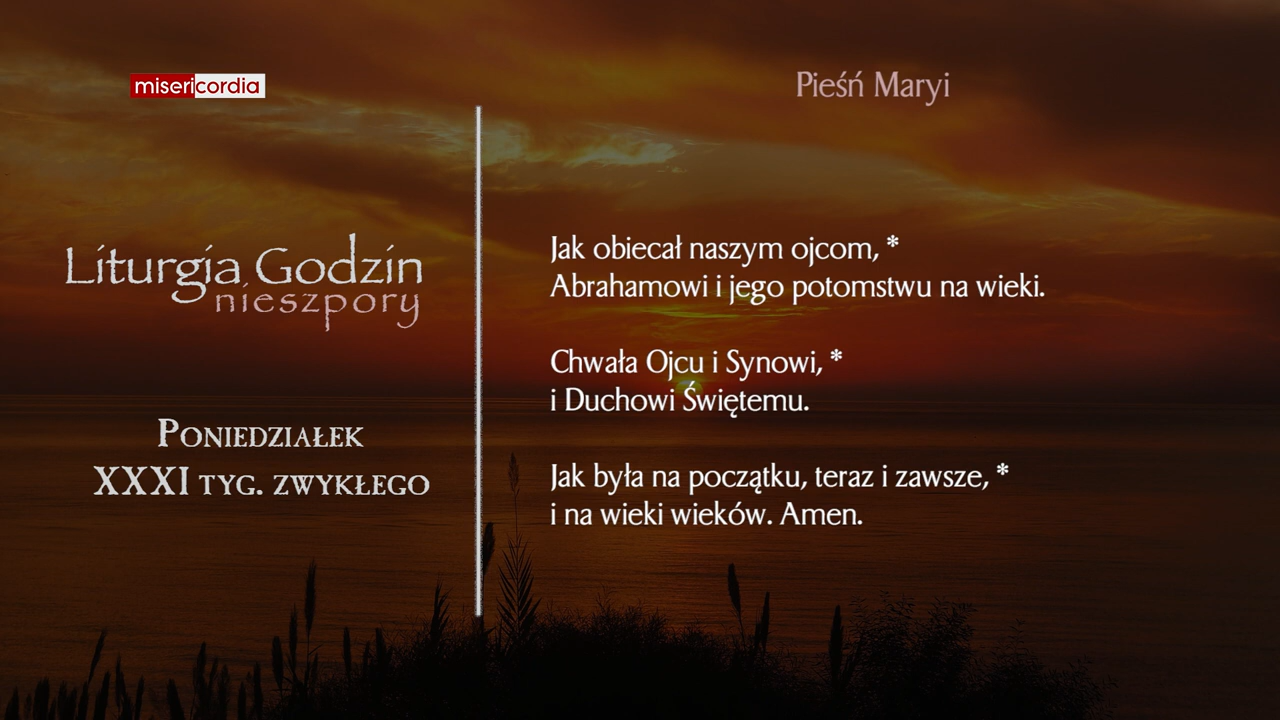 misericordia
Pieśń Maryi
Liturgia Godzin
nieszpory
Poniedziałek
XXXI tyg. zwykłego
Jak obiecał naszym ojcom, *
Abrahamowi i jego potomstwu na wieki.
Chwała Ojcu i Synowi, *
i Duchowi Świętemu.
Jak była na początku, teraz i zawsze, *
i na wieki wieków. Amen.